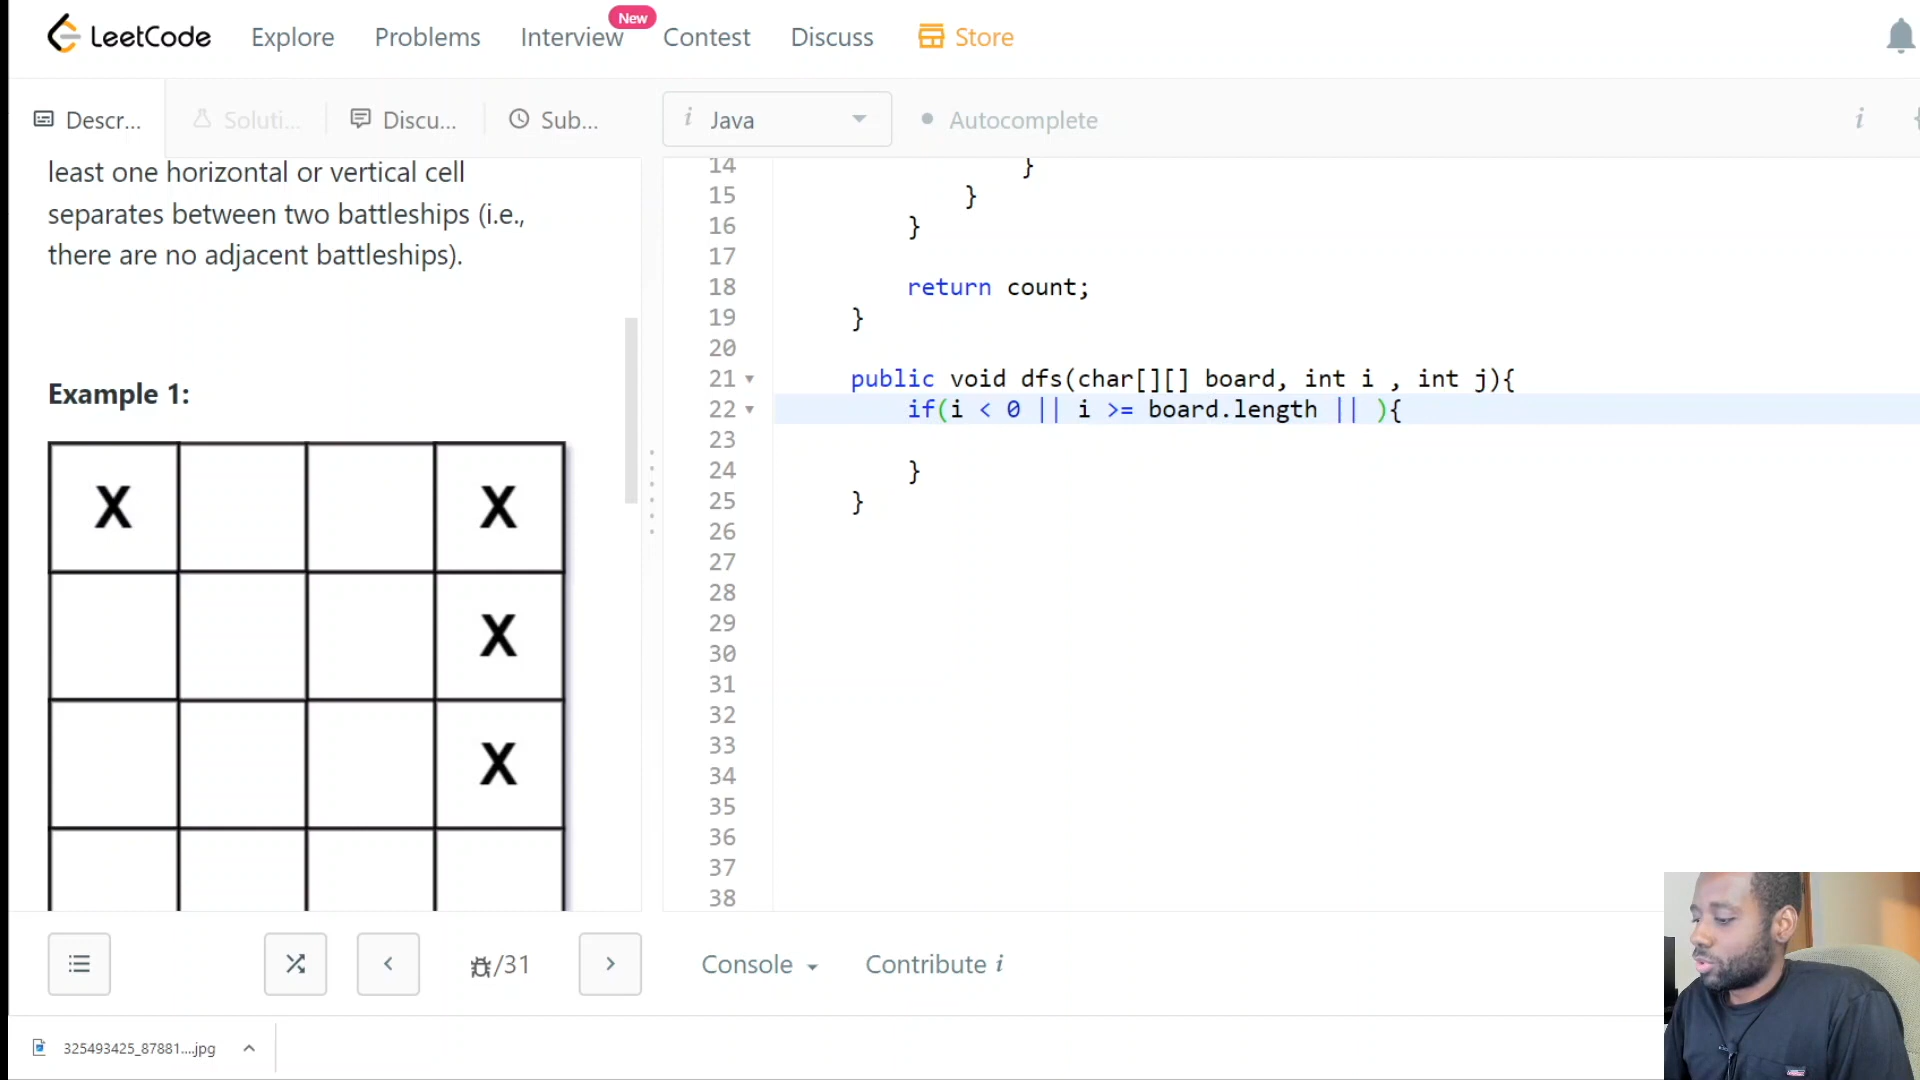 LeetCode Explore Problems Interview New Contest Discuss Store
Descr... Soluti... Discu... Sub...
least one horizontal or vertical cell
separates between two battleships (i.e.,
there are no adjacent battleships).
Example 1:
X X
X
X
/31
i Java Autocomplete i {
14 }
15 }
16 }
17
18 return count;
19 }
20
21 public void dfs(char[][] board, int i , int j){
22 if(i < 0 || i >= board.length || ){
23
24 }
25 }
26
27
28
29
30
31
32
33
34
35
36
37
38
Console Contribute i
325493425_87881....jpg